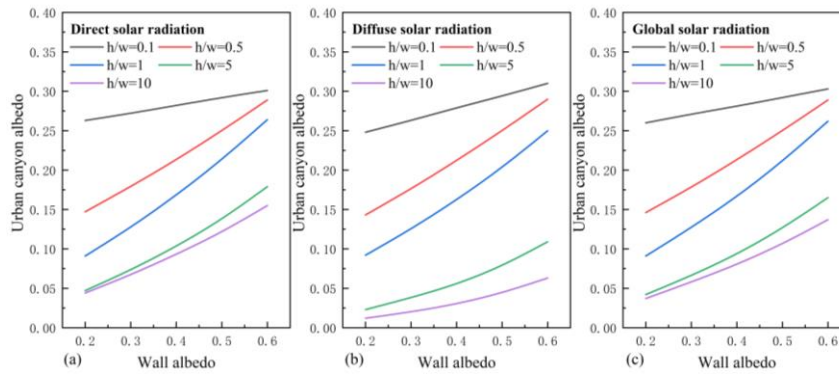 Direct solar radiation
h/w=0.1 h/w=0.5
h/w=1 h/w=5
h/w=10
Urban canyon albedo
0.40
0.35
0.30
0.25
0.20
0.15
0.10
0.05
0.00
0.2 0.3 0.4 0.5 0.6
(a) Wall albedo
Diffuse solar radiation
h/w=0.1 h/w=0.5
h/w=1 h/w=5
h/w=10
Urban canyon albedo
0.40
0.35
0.30
0.25
0.20
0.15
0.10
0.05
0.00
0.2 0.3 0.4 0.5 0.6
(b) Wall albedo
Global solar radiation
h/w=0.1 h/w=0.5
h/w=1 h/w=5
h/w=10
Urban canyon albedo
0.40
0.35
0.30
0.25
0.20
0.15
0.10
0.05
0.00
0.2 0.3 0.4 0.5 0.6
(c) Wall albedo